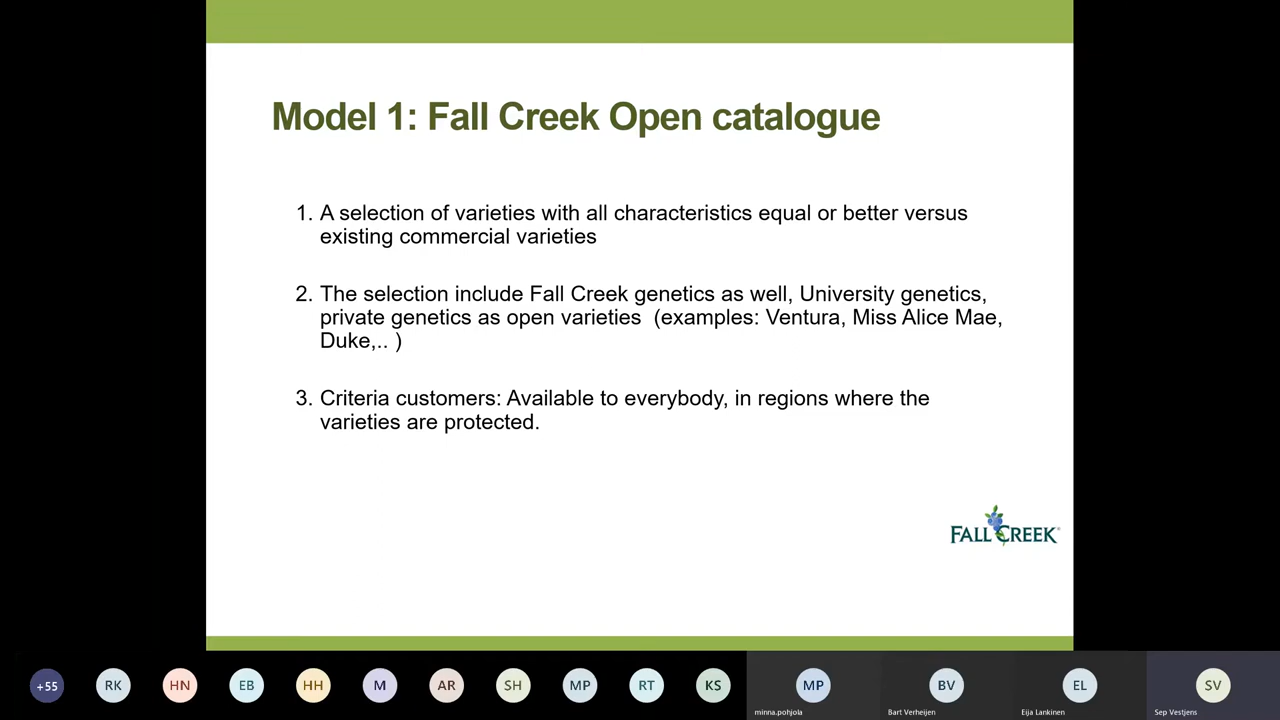 Model 1: Fall Creek Open catalogue
1. A selection of varieties with all characteristics equal or better versus
existing commercial varieties
2. The selection include Fall Creek genetics as well, University genetics,
private genetics as open varieties  (examples: Ventura, Miss Alice Mae,
Duke,.. )
3. Criteria customers: Available to everybody, in regions where the
varieties are protected.
FALL CREEK®
+55 RK HN EB HH M AR SH MP RT KS MP BV EL SV
minna.pohjola Bart Verheijen Eija Lankinen Sep Vestjens